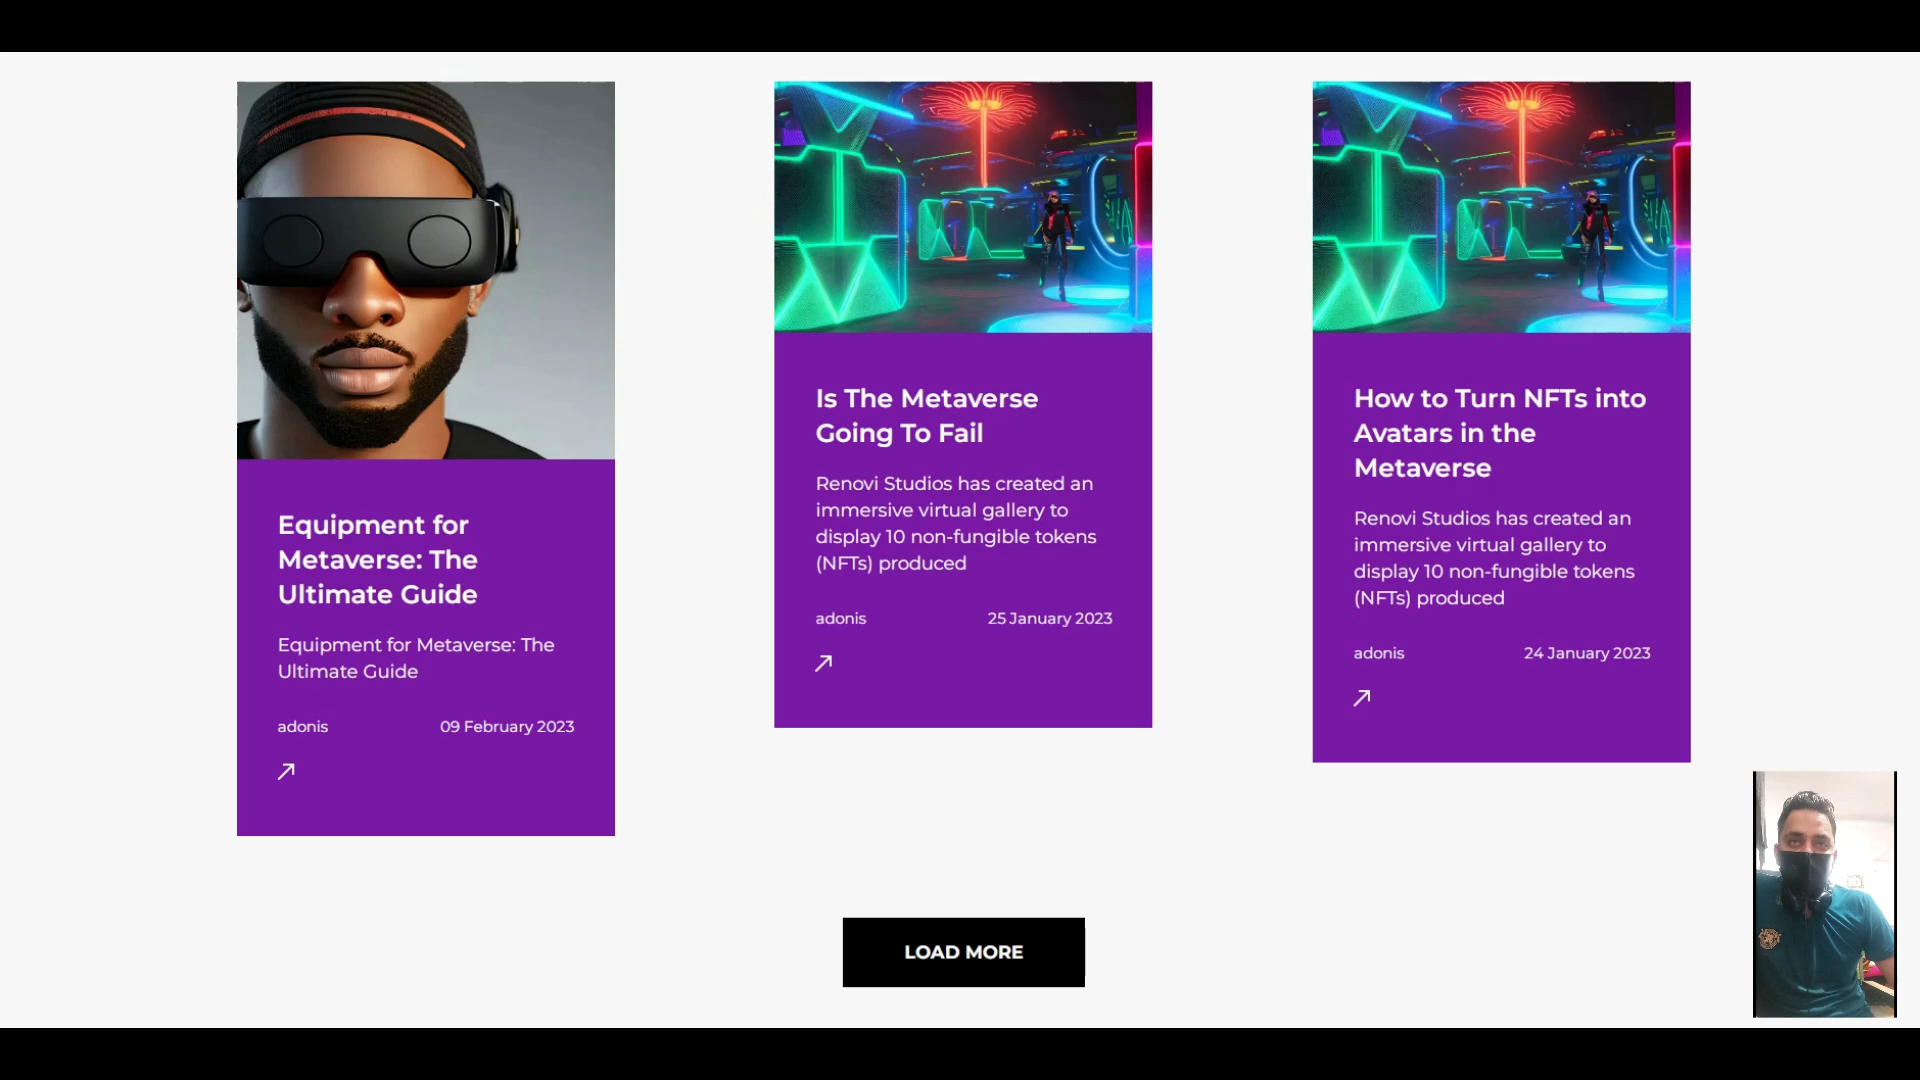 Equipment for
Metaverse: The
Ultimate Guide
Equipment for Metaverse: The
Ultimate Guide
adonis 09 February 2023
Is The Metaverse
Going To Fail
Renovi Studios has created an
immersive virtual gallery to
display 10 non-fungible tokens
(NFTs) produced
adonis 25 January 2023
How to Turn NFTs into
Avatars in the
Metaverse
Renovi Studios has created an
immersive virtual gallery to
display 10 non-fungible tokens
(NFTs) produced
adonis 24 January 2023
LOAD MORE